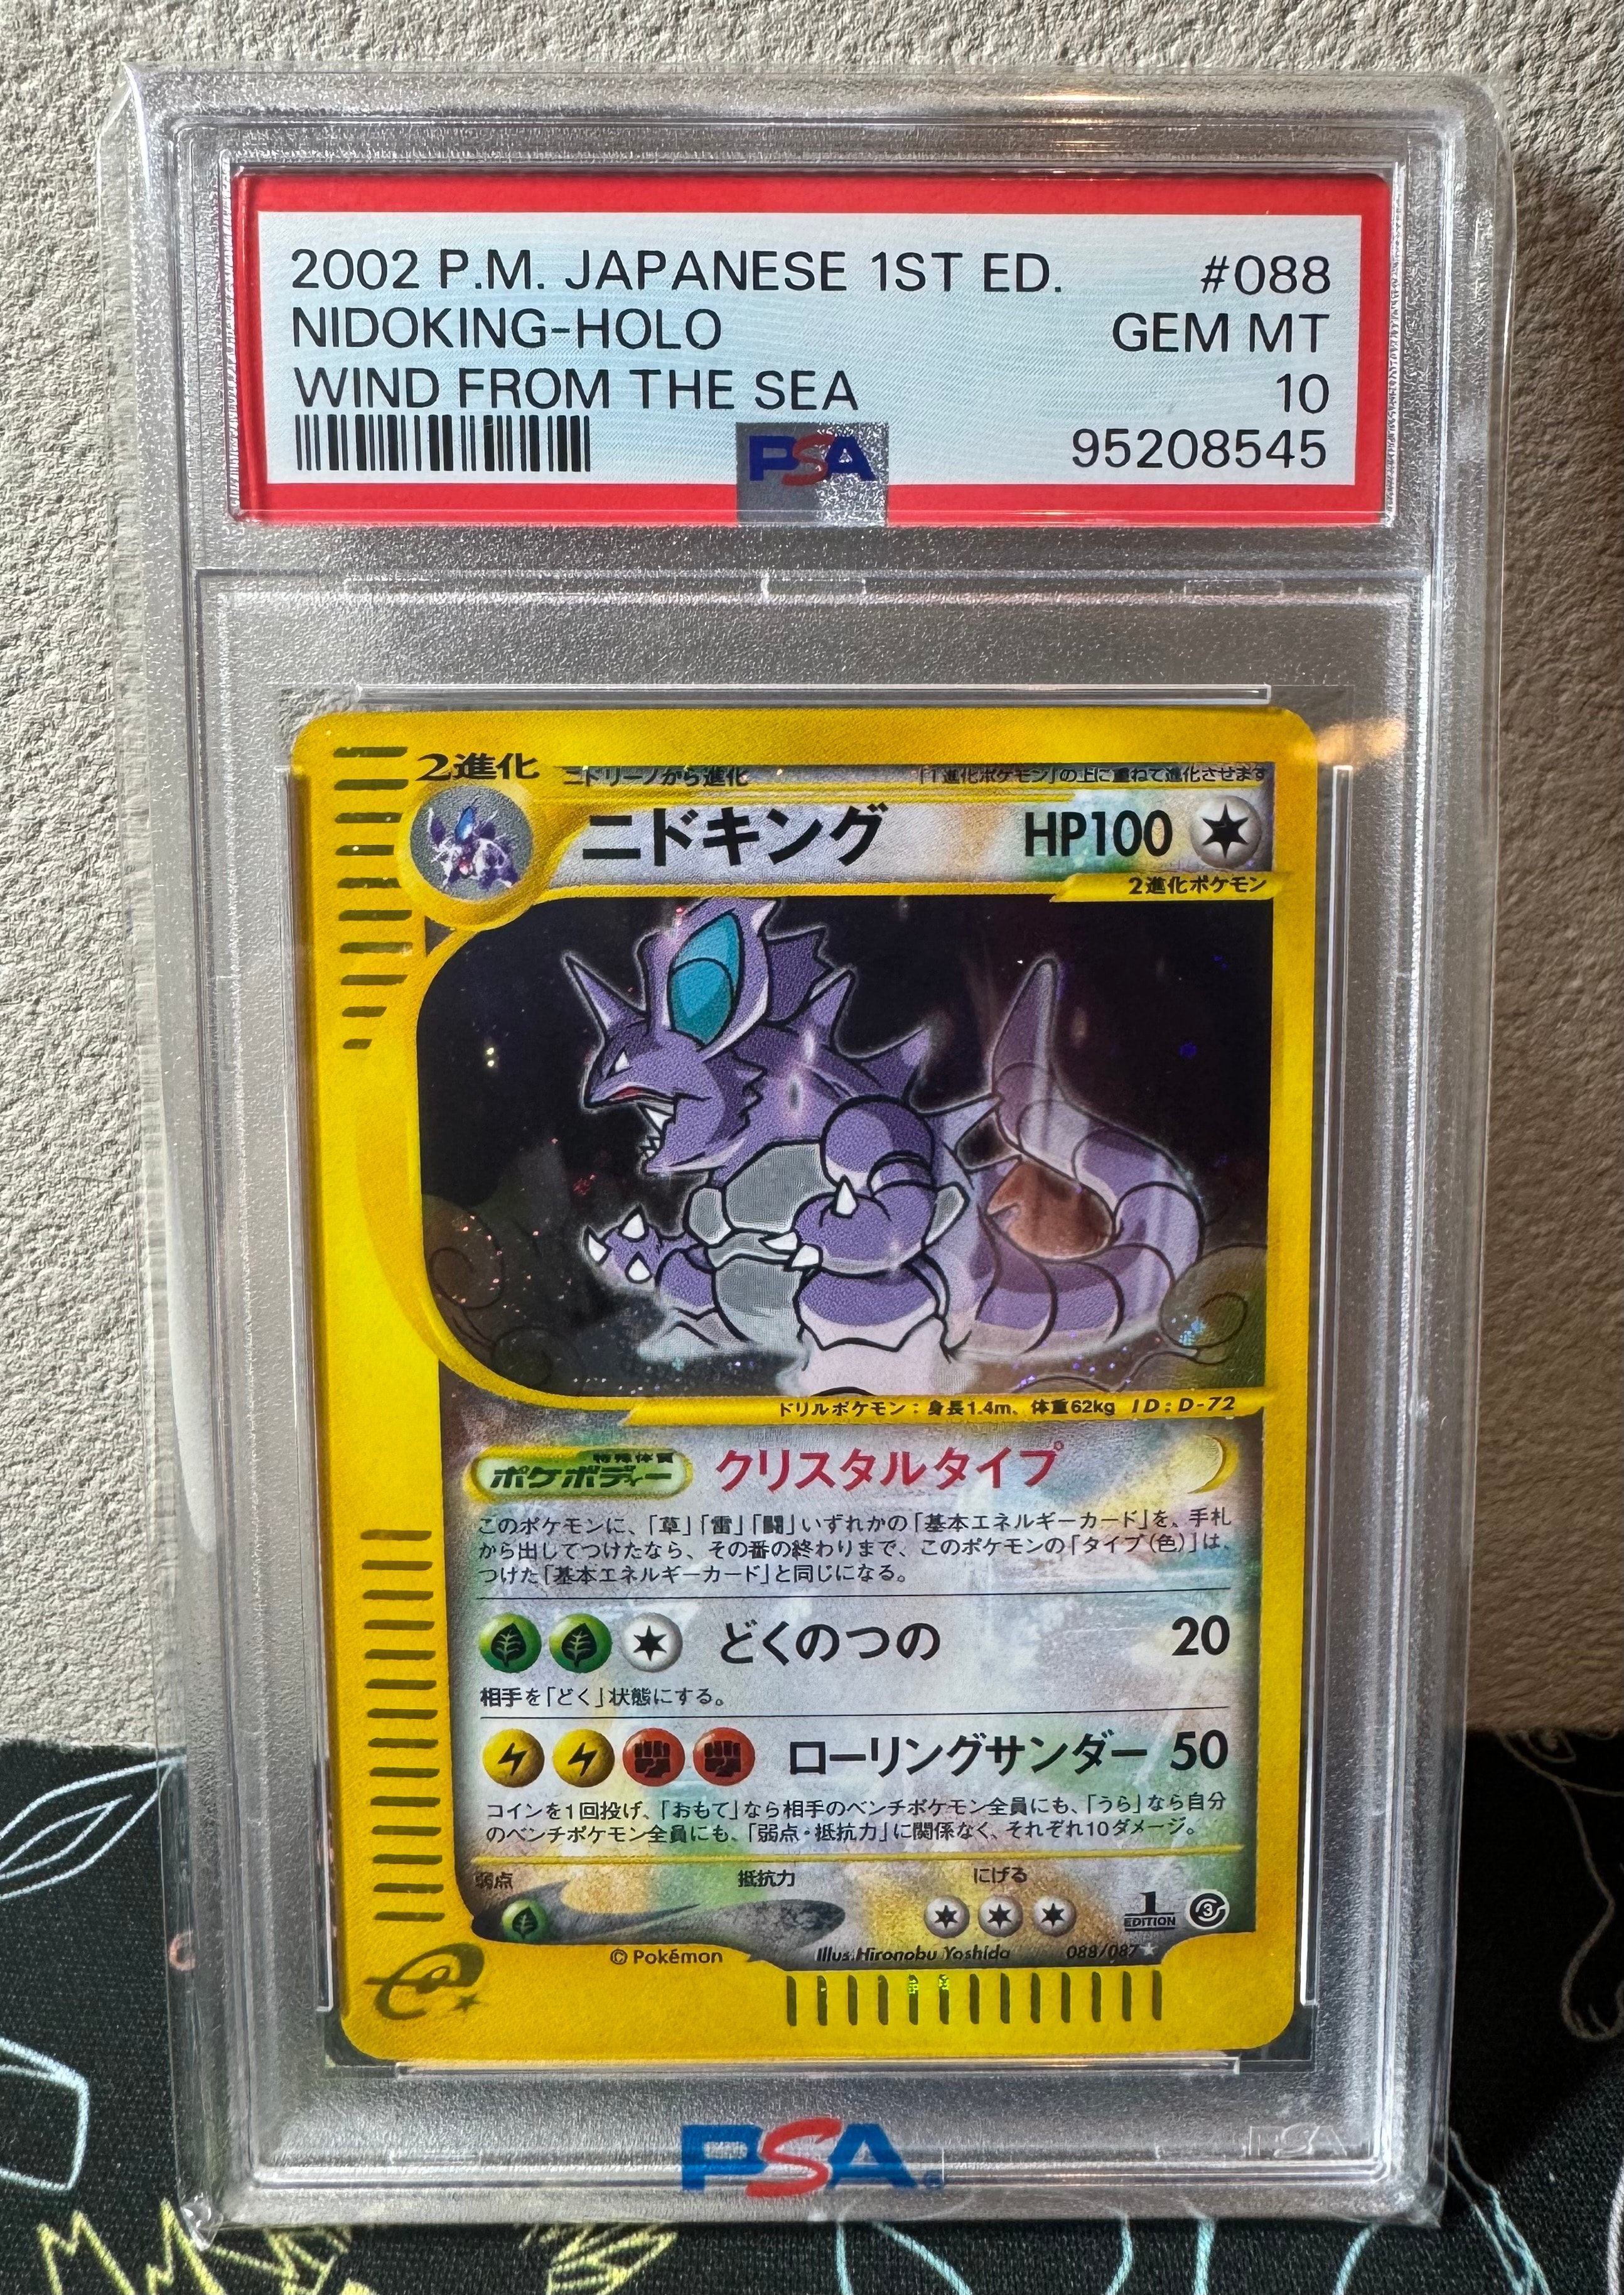 2002 P.M. JAPANESE 1ST ED. #088
NIDOKING-HOLO GEM MT
WIND FROM THE SEA 10
PSA 95208545
2進化 ニドリーノから進化 「1進化ポケモン」の上に重ねて進化させます
ニドキング HP100
2進化ポケモン
ドリルポケモン:身長1.4m、体重62kg ID:D-72
特殊体質
ポケボディー クリスタルタイプ
このポケモンに、「草」「雷」「闘」いずれかの「基本エネルギーカード」を、手札
から出してつけたなら、その番の終わりまで、このポケモンの「タイプ(色)」は、
つけた「基本エネルギーカード」と同じになる。
どくのつの 20
相手を「どく」状態にする。
ローリングサンダー 50
コインを1回投げ、「おもて」なら相手のベンチポケモン全員にも、「うら」なら自分
のベンチポケモン全員にも、「弱点・抵抗力」に関係なく、それぞれ10ダメージ。
弱点 抵抗力 にげる
1 EDITION 3
© Pokémon Illus.Hironobu Yoshida 088/087 ★
e
PSA PSA